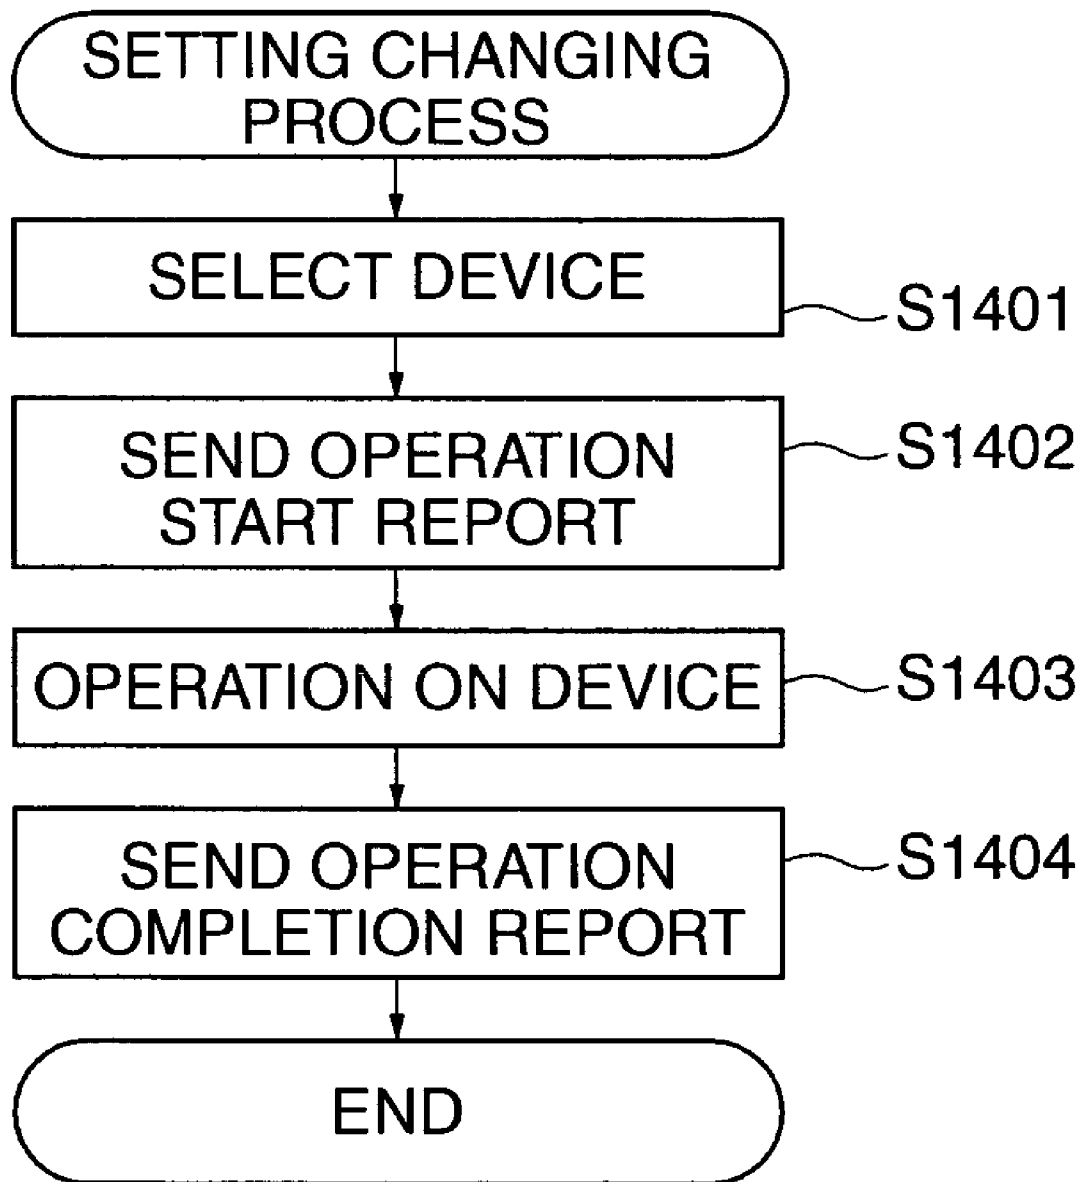 SETTING CHANGING
PROCESS
SELECT DEVICE
S1401
SEND OPERATION
START REPORT
S1402
OPERATION ON DEVICE
S1403
SEND OPERATION
COMPLETION REPORT
S1404
END